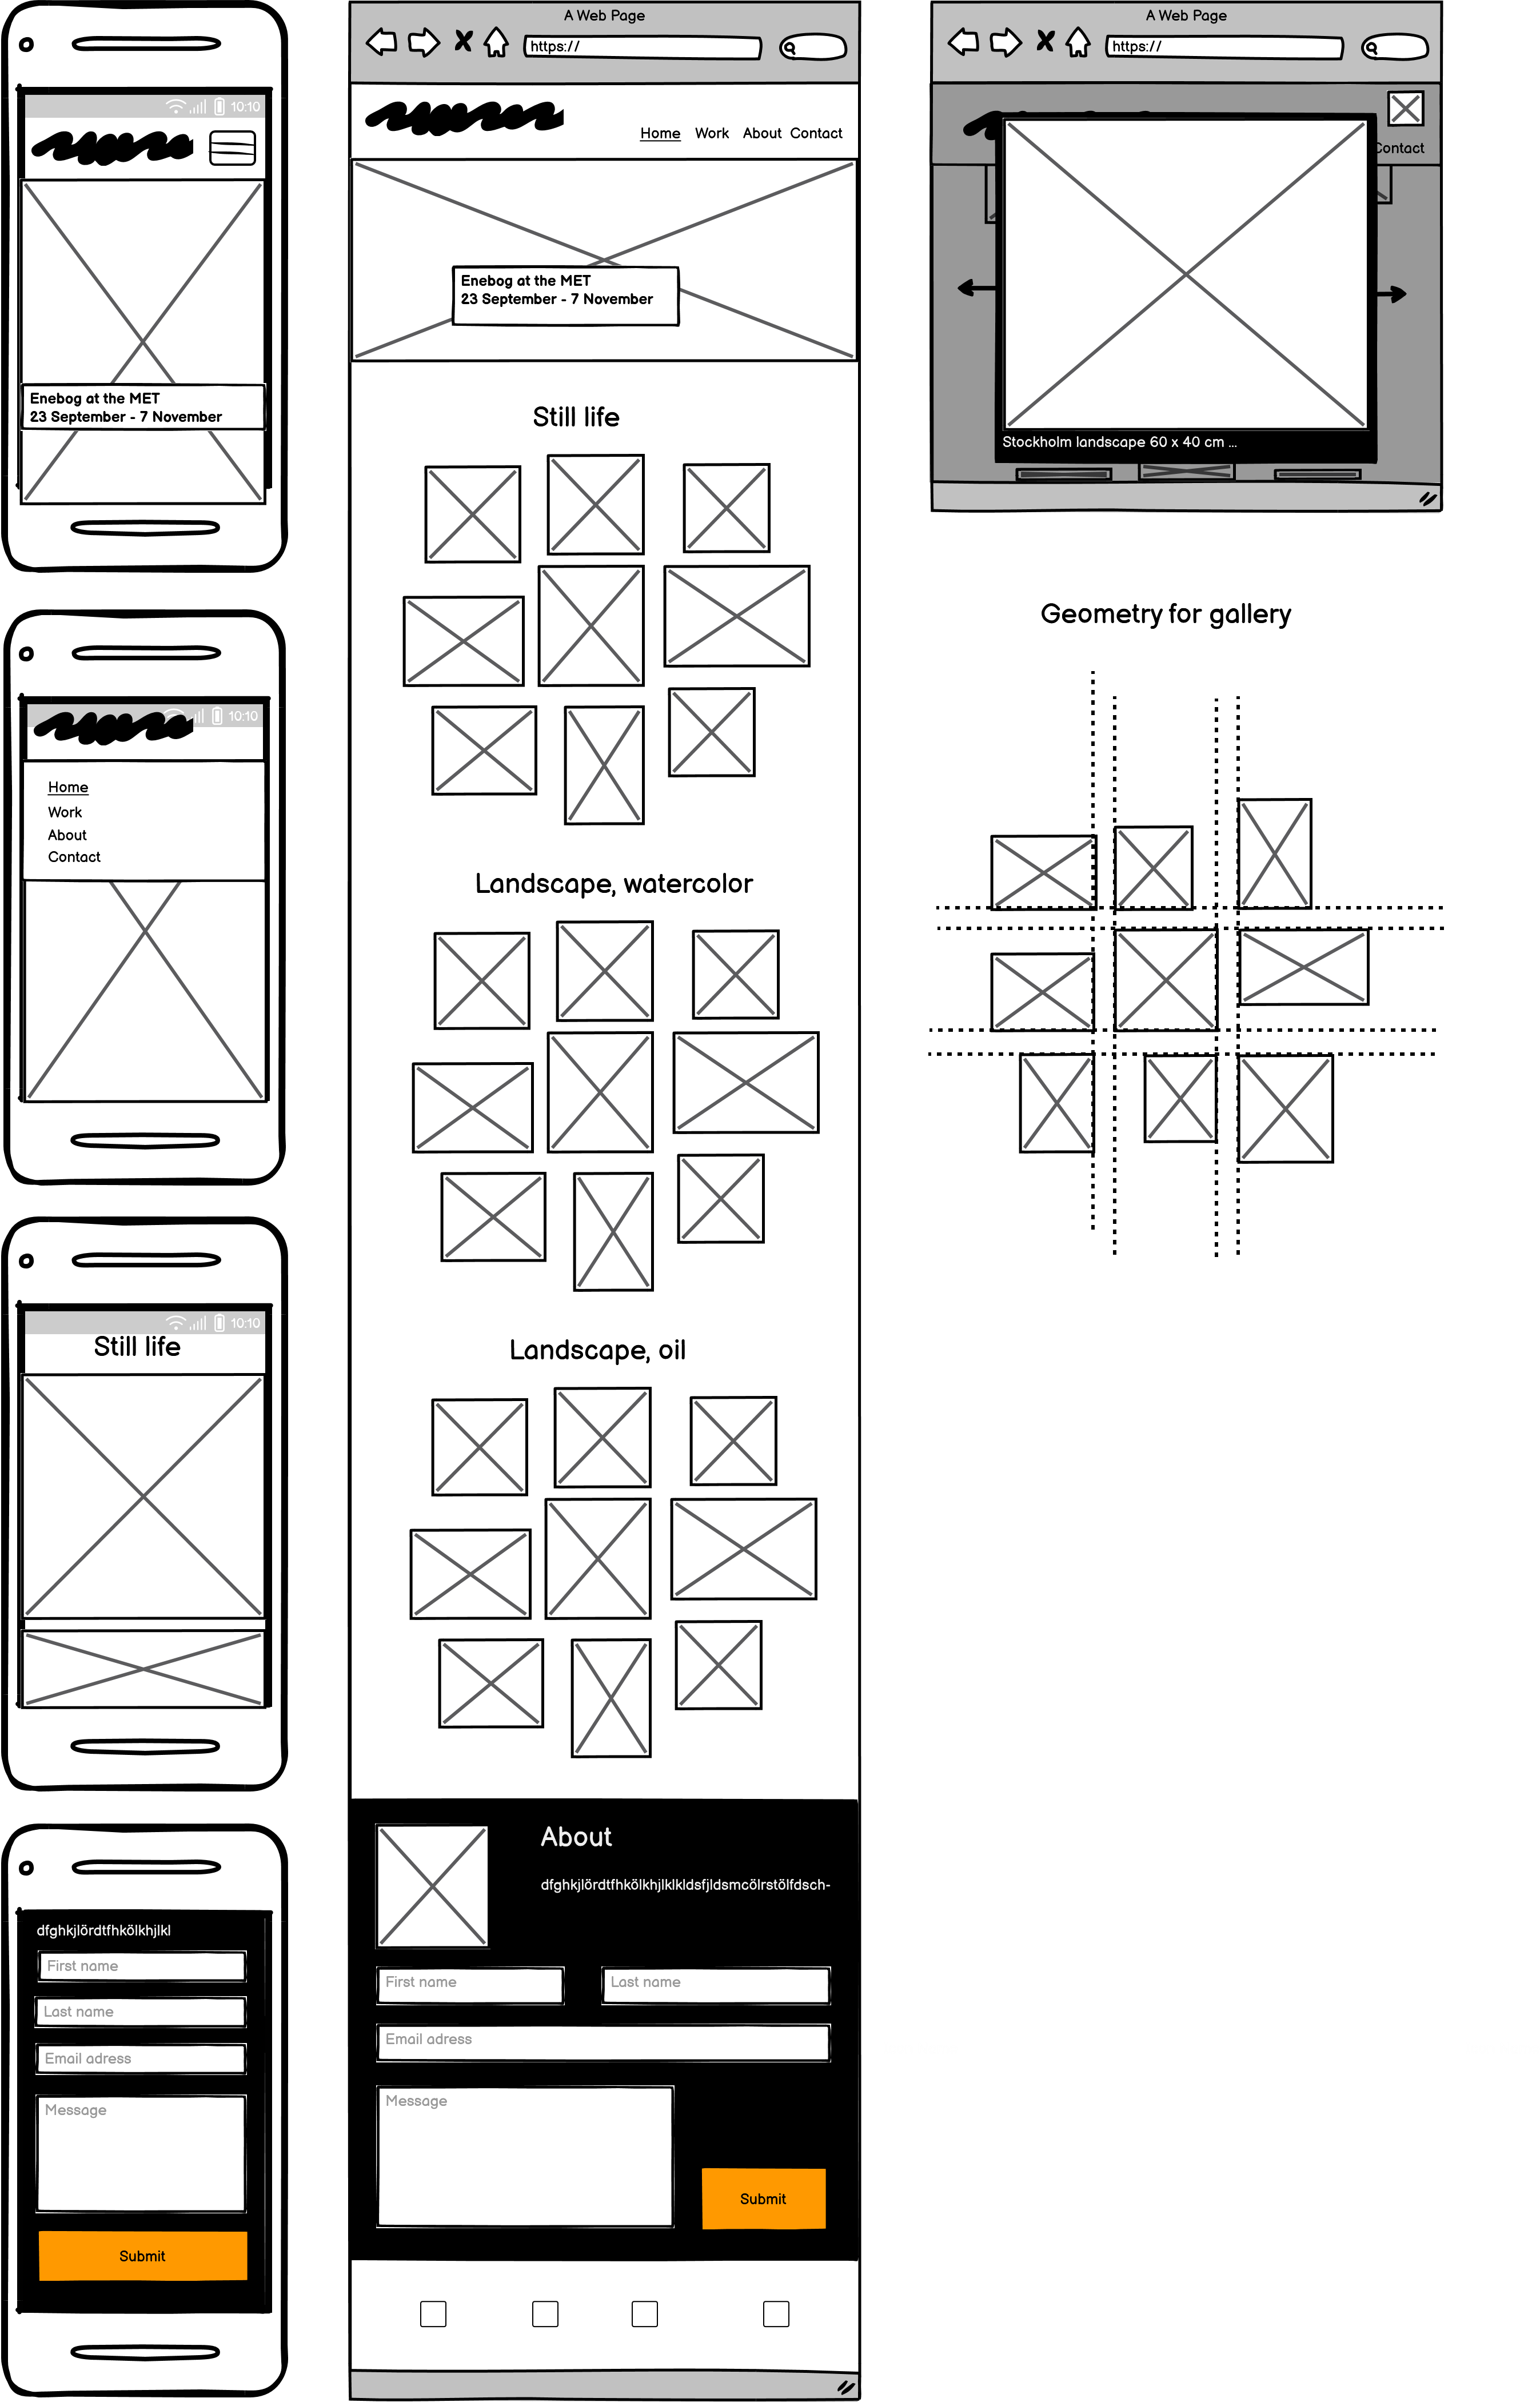 10:10
Enebog at the MET
23 September - 7 November
10:10
Home
Work
About
Contact
10:10
Still life
dfghkjlördtfhkölkhjlkl
First name
Last name
Email adress
Message
Submit
A Web Page
https://
Home Work About Contact
Enebog at the MET
23 September - 7 November
Still life
Landscape, watercolor
Landscape, oil
About
dfghkjlördtfhkölkhjlklkldsfjldsmcölrstölfdsch-
First name
Last name
Email adress
Message
Submit
A Web Page
https://
Contact
Stockholm landscape 60 x 40 cm ...
Geometry for gallery